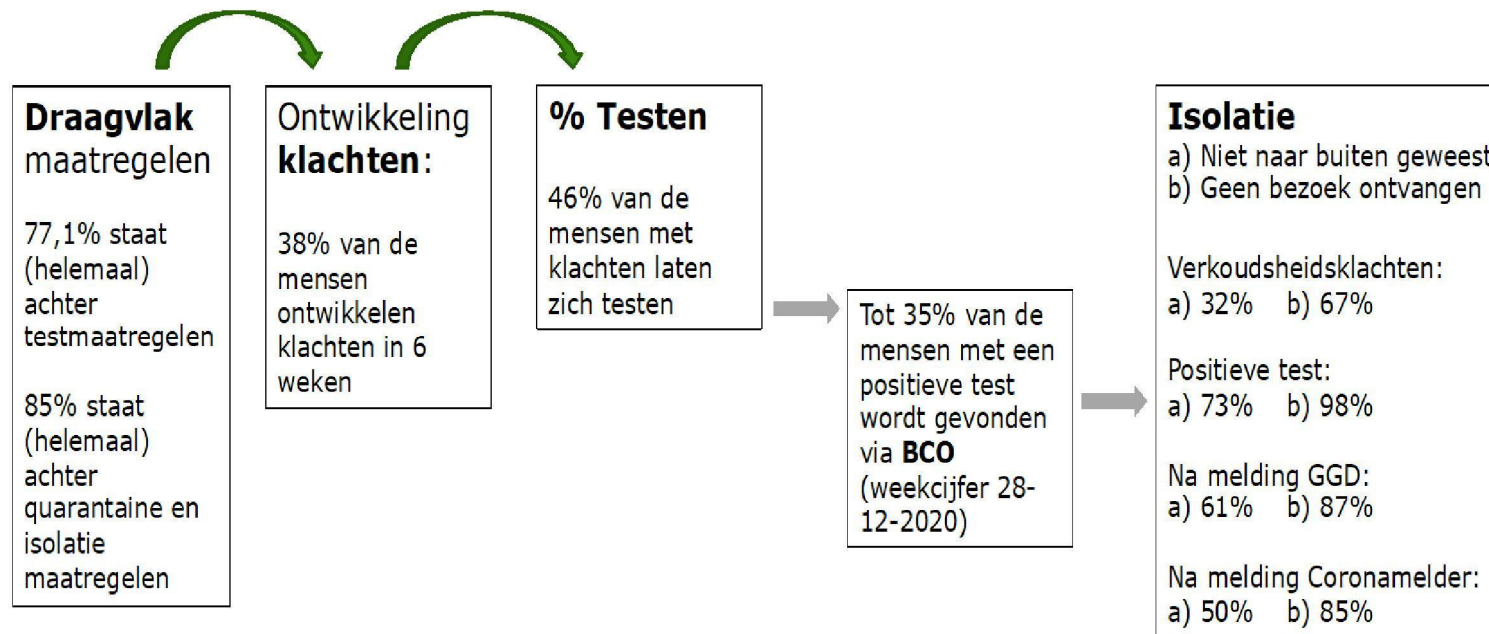 Draagvlak
maatregelen
77,1% staat
(helemaal)
achter
testmaatregelen
85% staat
(helemaal)
achter
quarantaine en
isolatie
maatregelen
Ontwikkeling
klachten:
38% van de
mensen
ontwikkelen
klachten in 6
weken
% Testen
46% van de
mensen met
klachten laten
zich testen
Tot 35% van de
mensen met een
positieve test
wordt gevonden
via BCO
(weekcijfer 28-
12-2020)
Isolatie
a) Niet naar buiten geweest
b) Geen bezoek ontvangen
Verkoudsheidsklachten:
a) 32% b) 67%
Positieve test:
a) 73% b) 98%
Na melding GGD:
a) 61% b) 87%
Na melding Coronamelder:
a) 50% b) 85%